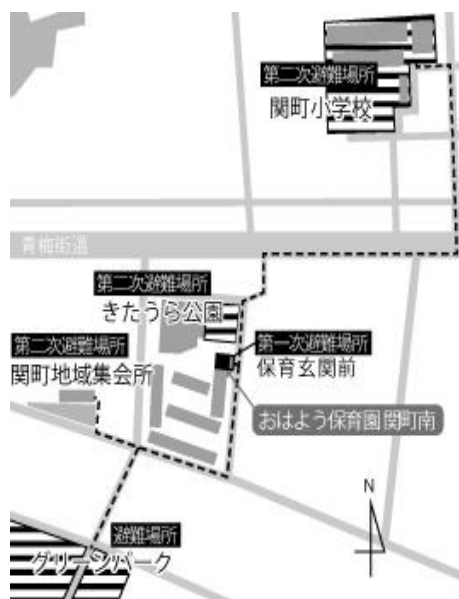 第二次避難場所
関町小学校
青梅街道
第二次避難場所
きたうら公園
第二次避難場所
関町地域集会所
第一次避難場所
保育玄関前
おはよう保育園 関町南
N
避難場所
グリーンパーク